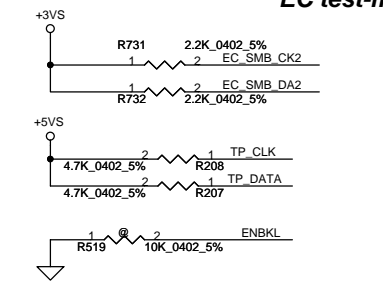 EC test-
+3VS
R731 2.2K_0402_5%
1 2 EC_SMB_CK2
1 2 EC_SMB_DA2
R732 2.2K_0402_5%
+5VS
2 1 TP_CLK
4.7K_0402_5% R208
2 1 TP_DATA
4.7K_0402_5% R207
1 @ 2 ENBKL
R519 10K_0402_5%